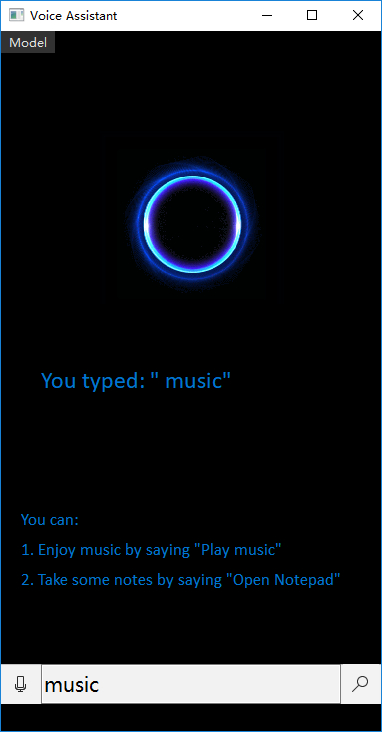 Voice Assistant
Model
You typed: " music"
You can:
1. Enjoy music by saying "Play music"
2. Take some notes by saying "Open Notepad"
music